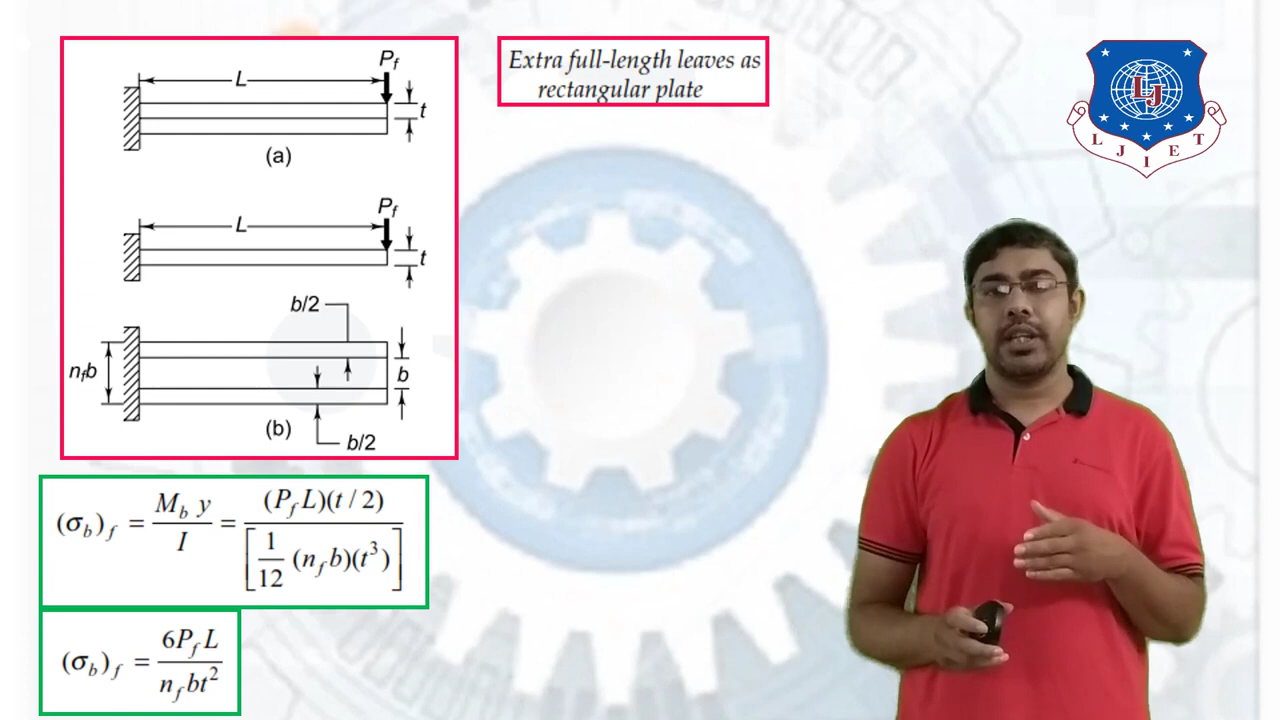 Extra full-length leaves as
rectangular plate
P_f
L
t
(a)
P_f
L
t
b/2
n_f b
b
(b)
b/2
(σ_b)_f = M_b y / I = (P_f L)(t / 2) / [1/12 (n_f b)(t^3)]
(σ_b)_f = 6P_f L / n_f bt^2
LJ
L J I E T